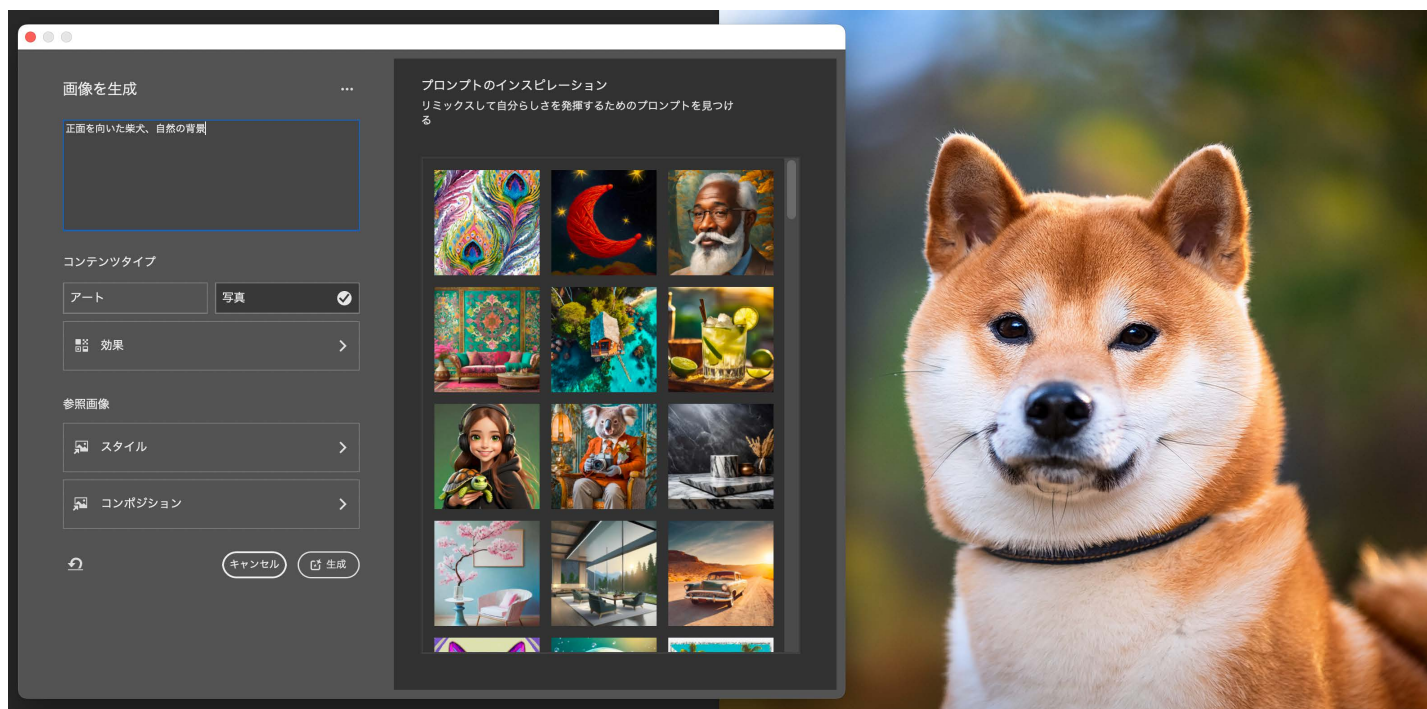 画像を生成
...
正面を向いた柴犬、自然の背景
コンテンツタイプ
アート
写真
効果
参照画像
スタイル
コンポジション
キャンセル
生成
プロンプトのインスピレーション
リミックスして自分らしさを発揮するためのプロンプトを見つけ
る